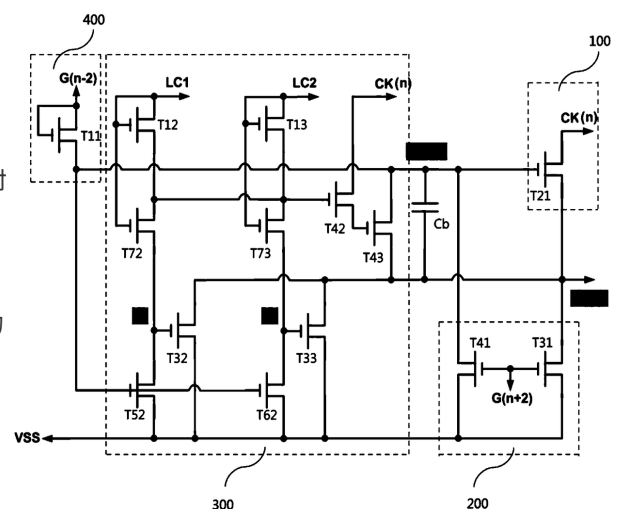 400
100
G(n-2)
LC1
LC2
CK(n)
CK(n)
T12
T13
T11
T21
T42
Cb
T43
T72
T73
T32
T33
T41
T31
G(n+2)
T52
T62
VSS
300
200